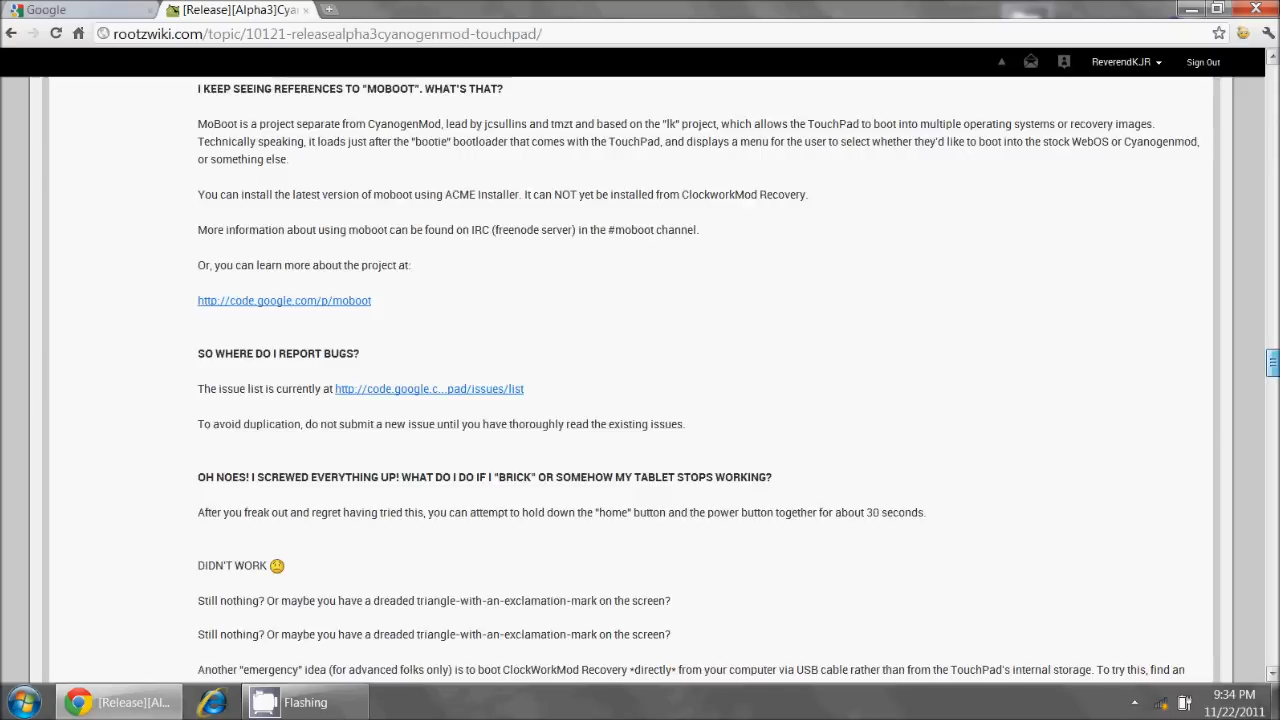 Google
[Release][Alpha3]Cya
rootzwiki.com/topic/10121-releasealpha3cyanogenmod-touchpad/
ReverendKJR
Sign Out
I KEEP SEEING REFERENCES TO "MOBOOT". WHAT'S THAT?
MoBoot is a project separate from CyanogenMod, lead by jcsullins and tmzt and based on the "lk" project, which allows the TouchPad to boot into multiple operating systems or recovery images.
Technically speaking, it loads just after the "bootie" bootloader that comes with the TouchPad, and displays a menu for the user to select whether they'd like to boot into the stock WebOS or Cyanogenmod,
or something else.
You can install the latest version of moboot using ACME Installer. It can NOT yet be installed from ClockworkMod Recovery.
More information about using moboot can be found on IRC (freenode server) in the #moboot channel.
Or, you can learn more about the project at:
http://code.google.com/p/moboot
SO WHERE DO I REPORT BUGS?
The issue list is currently at http://code.google.c...pad/issues/list
To avoid duplication, do not submit a new issue until you have thoroughly read the existing issues.
OH NOES! I SCREWED EVERYTHING UP! WHAT DO I DO IF I "BRICK" OR SOMEHOW MY TABLET STOPS WORKING?
After you freak out and regret having tried this, you can attempt to hold down the "home" button and the power button together for about 30 seconds.
DIDN'T WORK
Still nothing? Or maybe you have a dreaded triangle-with-an-exclamation-mark on the screen?
Still nothing? Or maybe you have a dreaded triangle-with-an-exclamation-mark on the screen?
Another "emergency" idea (for advanced folks only) is to boot ClockWorkMod Recovery *directly* from your computer via USB cable rather than from the TouchPad's internal storage. To try this, find an
[Release][Al...
Flashing
9:34 PM
11/22/2011